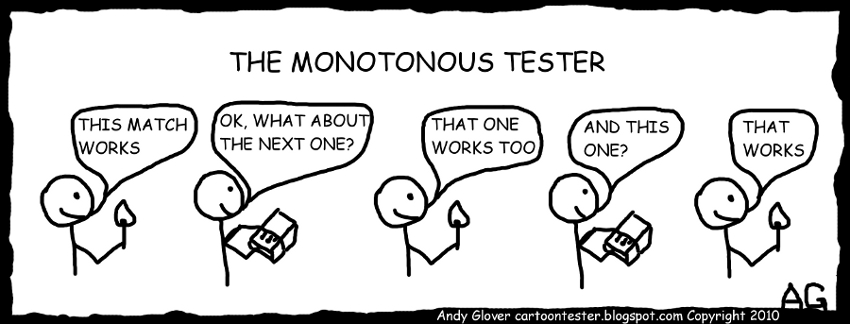 THE MONOTONOUS TESTER
THIS MATCH
WORKS
OK, WHAT ABOUT
THE NEXT ONE?
THAT ONE
WORKS TOO
AND THIS
ONE?
THAT
WORKS
AG
Andy Glover cartoontester.blogspot.com Copyright 2010